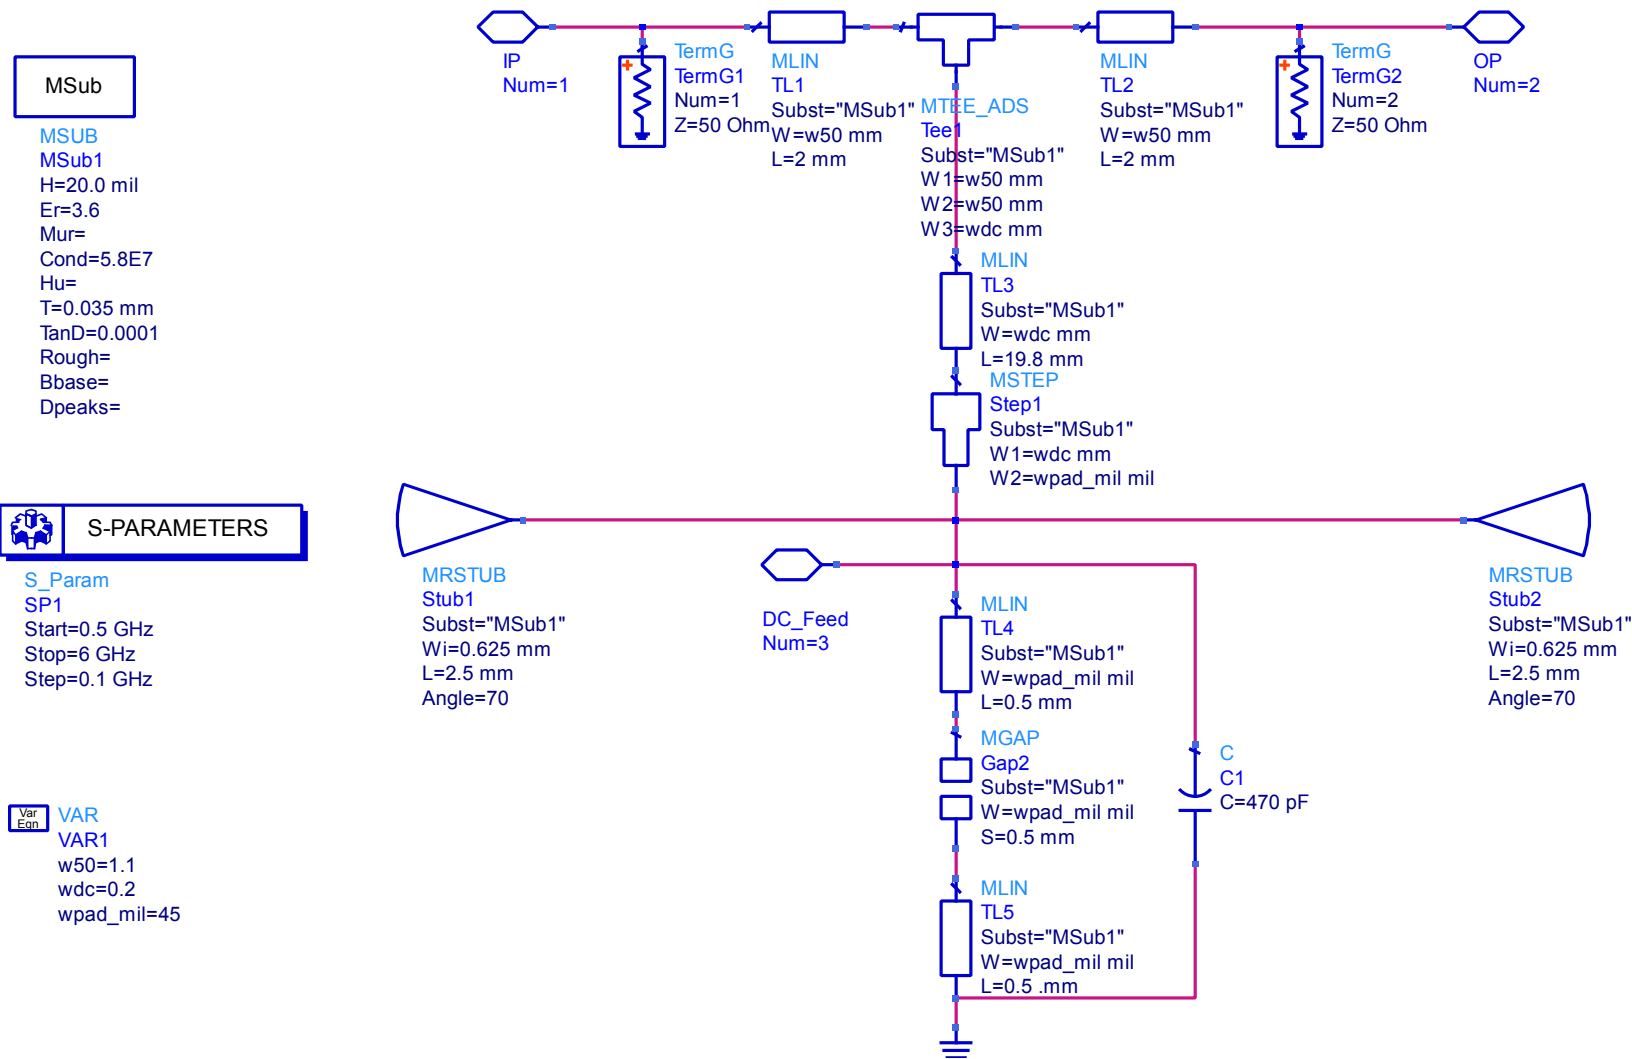 MSub
MSUB
MSub1
H=20.0 mil
Er=3.6
Mur=
Cond=5.8E7
Hu=
T=0.035 mm
TanD=0.0001
Rough=
Bbase=
Dpeaks=
S-PARAMETERS
S_Param
SP1
Start=0.5 GHz
Stop=6 GHz
Step=0.1 GHz
Var
Eqn
VAR
VAR1
w50=1.1
wdc=0.2
wpad_mil=45
IP
Num=1
TermG
TermG1
Num=1
Z=50 Ohm
MLIN
TL1
Subst="MSub1"
W=w50 mm
L=2 mm
MTEE_ADS
Tee1
Subst="MSub1"
W1=w50 mm
W2=w50 mm
W3=wdc mm
MLIN
TL2
Subst="MSub1"
W=w50 mm
L=2 mm
TermG
TermG2
Num=2
Z=50 Ohm
OP
Num=2
MLIN
TL3
Subst="MSub1"
W=wdc mm
L=19.8 mm
MSTEP
Step1
Subst="MSub1"
W1=wdc mm
W2=wpad_mil mil
MRSTUB
Stub1
Subst="MSub1"
Wi=0.625 mm
L=2.5 mm
Angle=70
DC_Feed
Num=3
MLIN
TL4
Subst="MSub1"
W=wpad_mil mil
L=0.5 mm
MGAP
Gap2
Subst="MSub1"
W=wpad_mil mil
S=0.5 mm
MLIN
TL5
Subst="MSub1"
W=wpad_mil mil
L=0.5 .mm
C
C1
C=470 pF
MRSTUB
Stub2
Subst="MSub1"
Wi=0.625 mm
L=2.5 mm
Angle=70